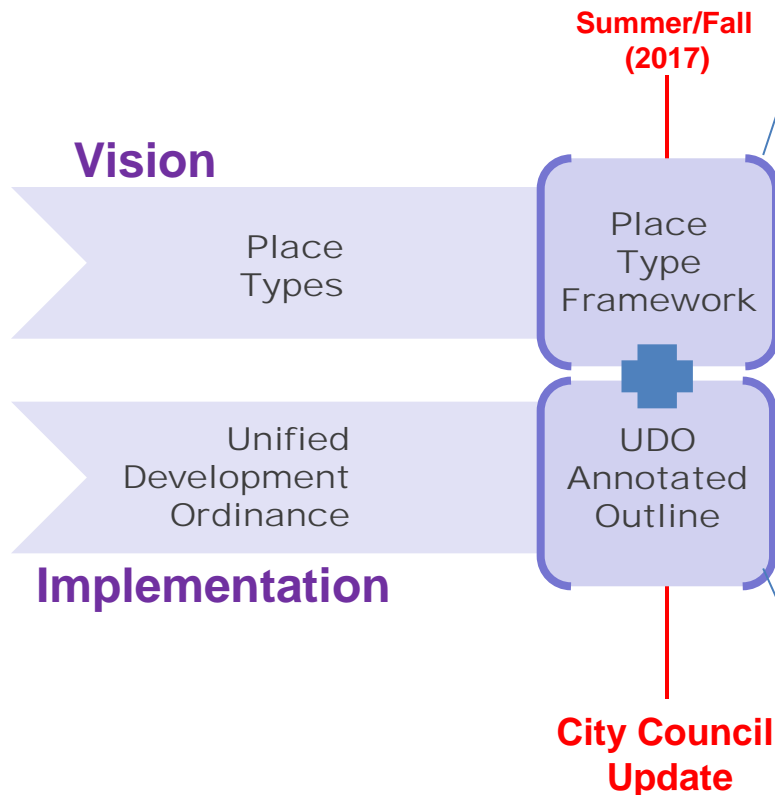 Summer/Fall
(2017)
Vision
Place
Types
Place
Type
Framework
Unified
Development
Ordinance
UDO
Annotated
Outline
Implementation
City Council
Update